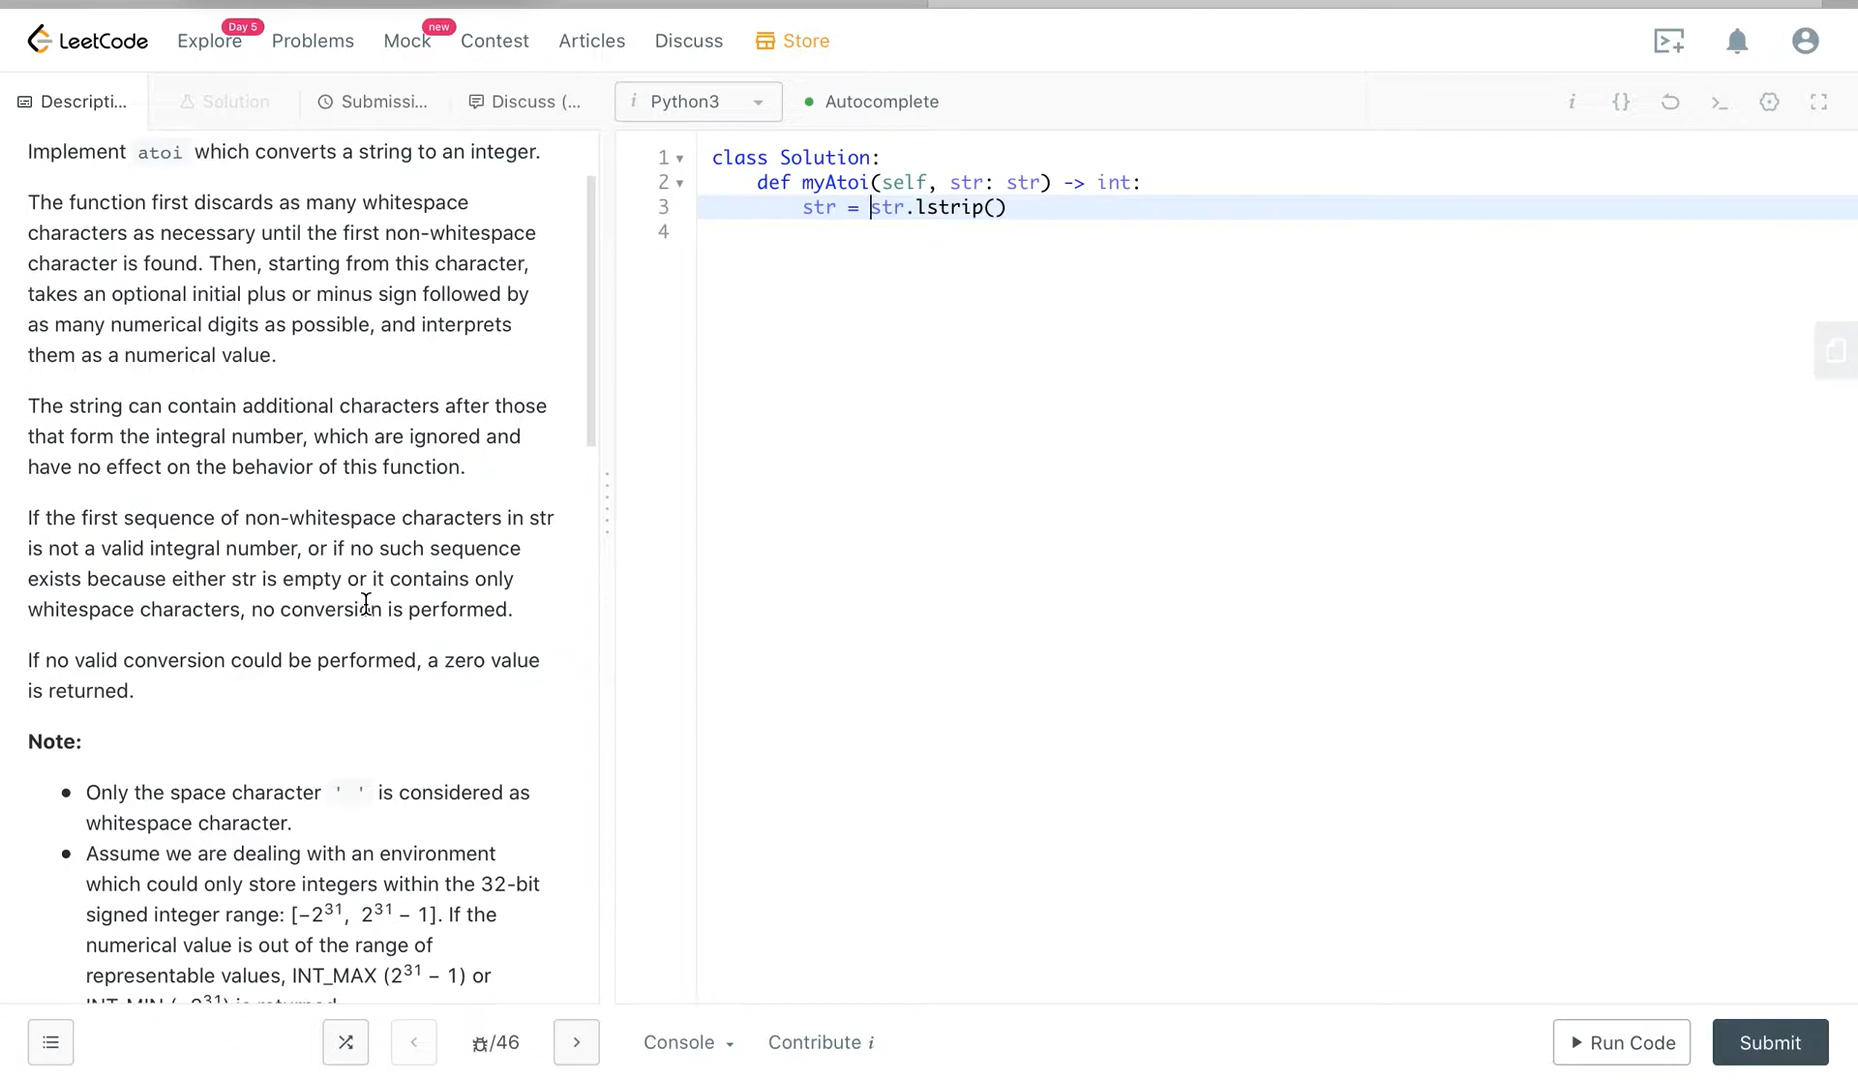 Day 5
new
LeetCode Explore Problems Mock Contest Articles Discuss Store
Descripti... Solution Submissi... Discuss (... i Python3 Autocomplete i {} >_
Implement atoi which converts a string to an integer.
The function first discards as many whitespace
characters as necessary until the first non-whitespace
character is found. Then, starting from this character,
takes an optional initial plus or minus sign followed by
as many numerical digits as possible, and interprets
them as a numerical value.
The string can contain additional characters after those
that form the integral number, which are ignored and
have no effect on the behavior of this function.
If the first sequence of non-whitespace characters in str
is not a valid integral number, or if no such sequence
exists because either str is empty or it contains only
whitespace characters, no conversion is performed.
If no valid conversion could be performed, a zero value
is returned.
Note:
Only the space character ' ' is considered as
whitespace character.
Assume we are dealing with an environment
which could only store integers within the 32-bit
signed integer range: [−2³¹, 2³¹ − 1]. If the
numerical value is out of the range of
representable values, INT_MAX (2³¹ − 1) or
INT_MIN (−2³¹) is returned.
1 class Solution:
2 def myAtoi(self, str: str) -> int:
3 str = str.lstrip()
4
/46 Console Contribute i Run Code Submit